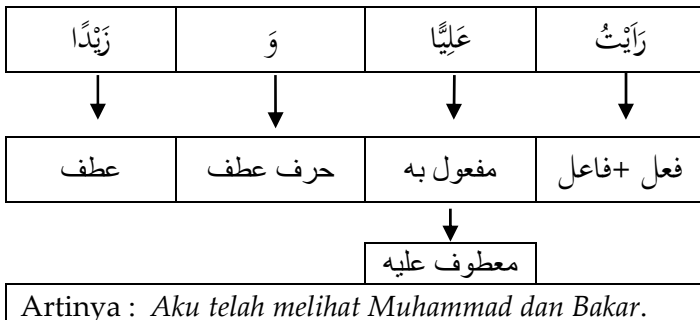 رَاَيْتُ عَلِيًّا وَ زَيْدًا
فعل +فاعل مفعول به حرف عطف عطف
معطوف عليه
Artinya : Aku telah melihat Muhammad dan Bakar.